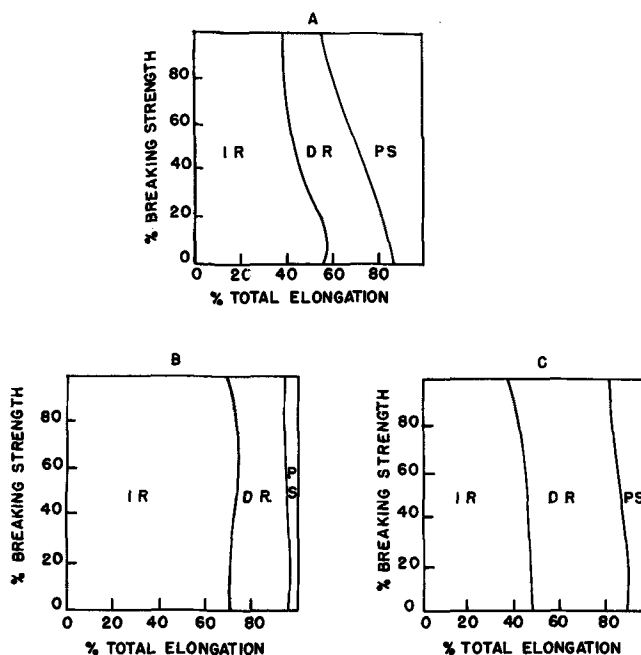 A
% BREAKING STRENGTH
80
60
40
20
0
IR
DR
PS
0 20 40 60 80
% TOTAL ELONGATION
B
% BREAKING STRENGTH
80
60
40
20
0
IR
DR.
PS
0 20 40 60 80
% TOTAL ELONGATION
C
% BREAKING STRENGTH
80
60
40
20
0
IR
DR
PS
0 20 40 60 80
% TOTAL ELONGATION